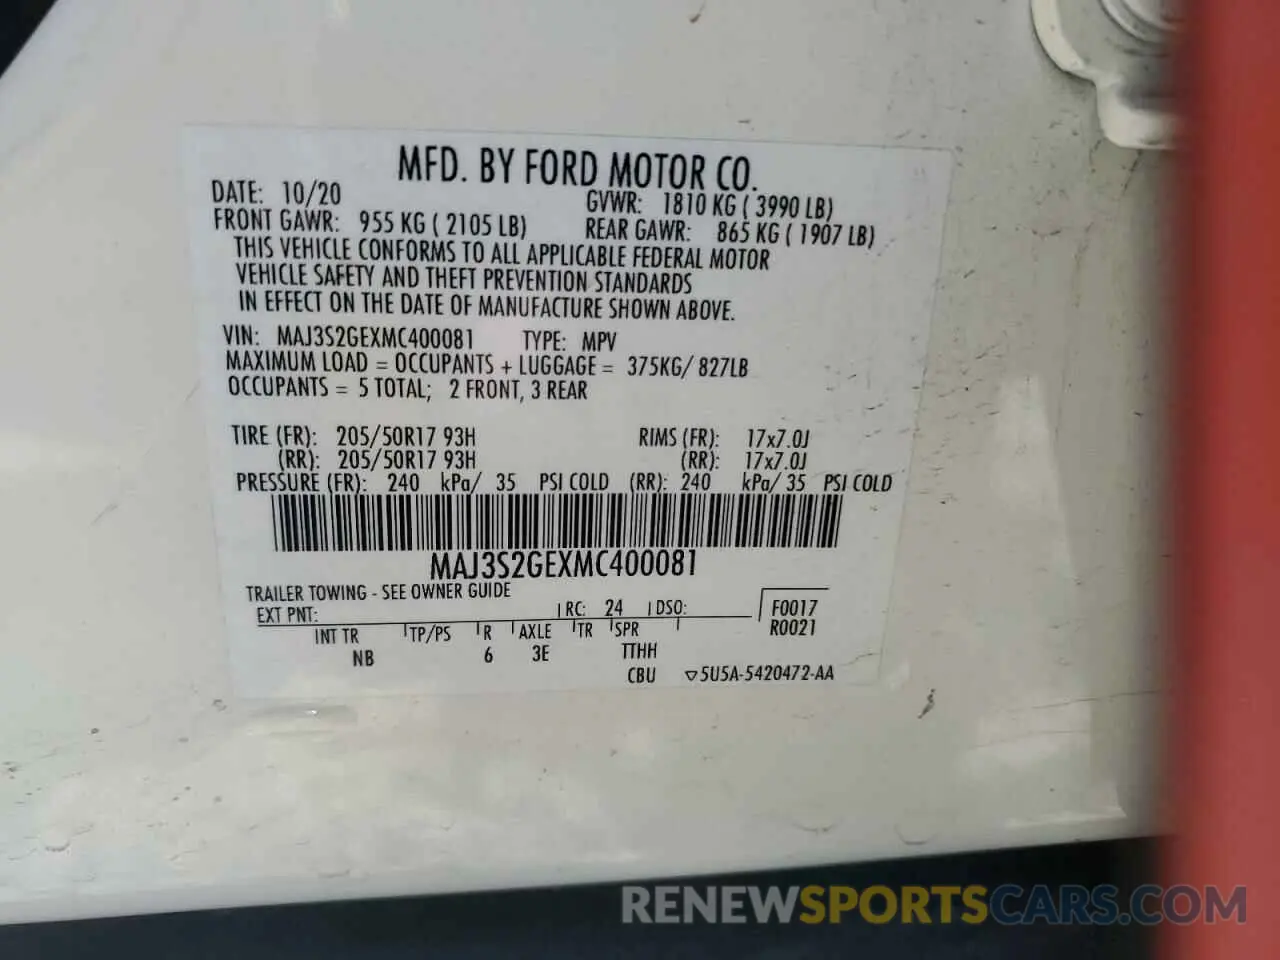 MFD. BY FORD MOTOR CO.
DATE: 10/20 GVWR: 1810 KG ( 3990 LB)
FRONT GAWR: 955 KG ( 2105 LB) REAR GAWR: 865 KG ( 1907 LB)
THIS VEHICLE CONFORMS TO ALL APPLICABLE FEDERAL MOTOR
VEHICLE SAFETY AND THEFT PREVENTION STANDARDS
IN EFFECT ON THE DATE OF MANUFACTURE SHOWN ABOVE.
VIN: MAJ3S2GEXMC400081 TYPE: MPV
MAXIMUM LOAD = OCCUPANTS + LUGGAGE = 375KG/ 827LB
OCCUPANTS = 5 TOTAL; 2 FRONT, 3 REAR
TIRE (FR): 205/50R17 93H RIMS (FR): 17x7.0J
(RR): 205/50R17 93H (RR): 17x7.0J
PRESSURE (FR): 240 kPa/ 35 PSI COLD (RR): 240 kPa/ 35 PSI COLD
MAJ3S2GEXMC400081
TRAILER TOWING - SEE OWNER GUIDE
EXT PNT: RC: 24 DSO: F0017
INT TR TP/PS R AXLE TR SPR R0021
NB 6 3E TTHH
CBU ▽5U5A-5420472-AA
RENEWSPORTSCARS.COM